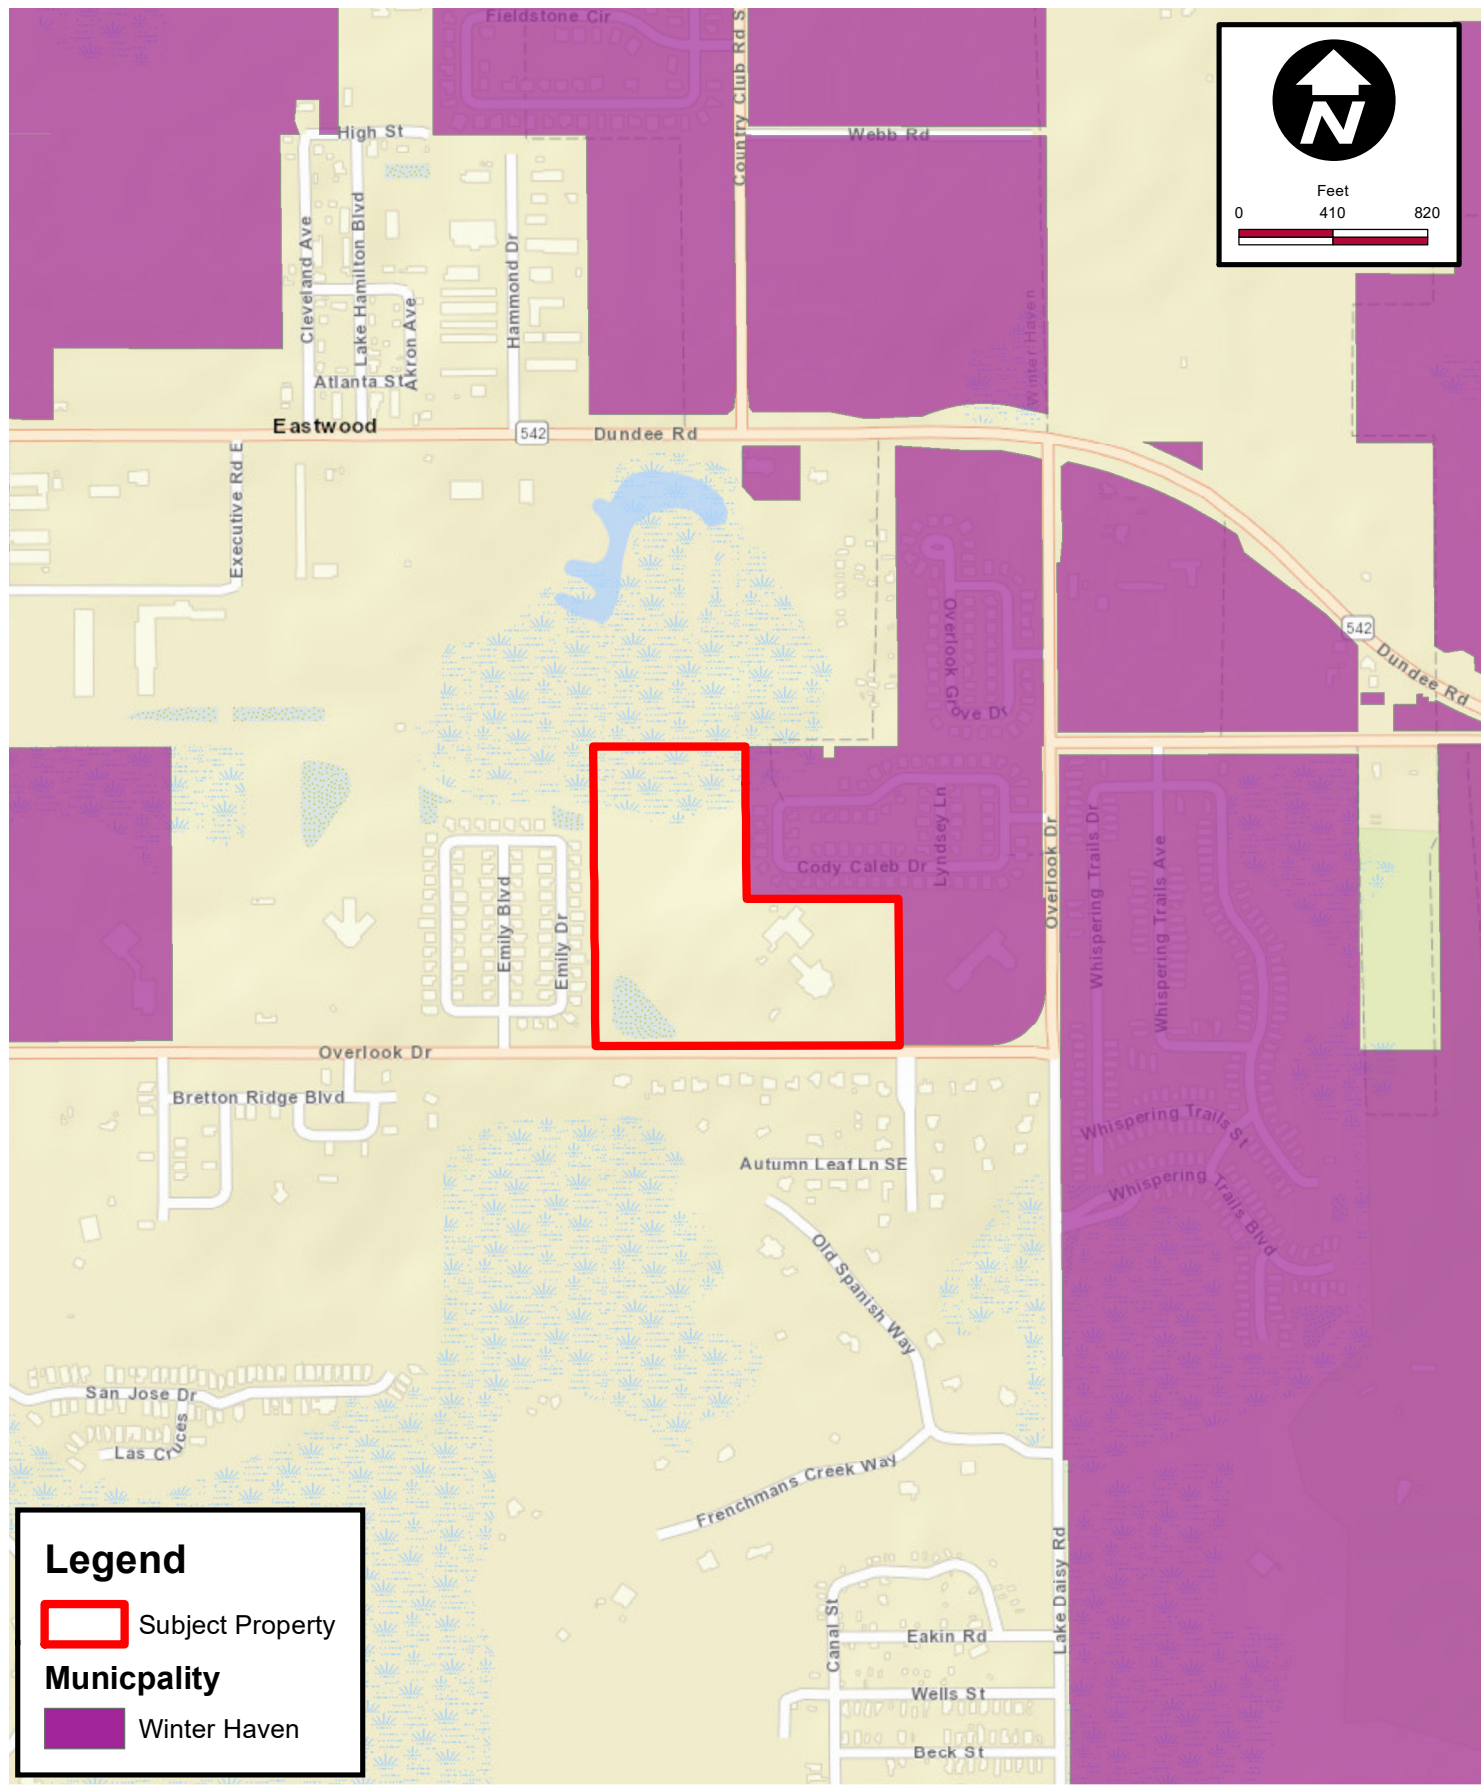 Fieldstone Cir
Country Club Rd S
N
Feet
0 410 820
High St
Webb Rd
Cleveland Ave
Lake Hamilton Blvd
Akron Ave
Hammond Dr
Winter Haven
Atlanta St
Eastwood
542
Dundee Rd
Executive Rd E
Overlook Grove Dr
542
Dundee Rd
Lyndsey Ln
Cody Caleb Dr
Overlook Dr
Whispering Trails Dr
Whispering Trails Ave
Emily Blvd
Emily Dr
Overlook Dr
Bretton Ridge Blvd
Whispering Trails St
Autumn Leaf Ln SE
Whispering Trails Blvd
Old Spanish Way
San Jose Dr
Las Cruces
Frenchmans Creek Way
Lake Daisy Rd
Canal St
Eakin Rd
Wells St
Beck St
Legend
Subject Property
Municpality
Winter Haven